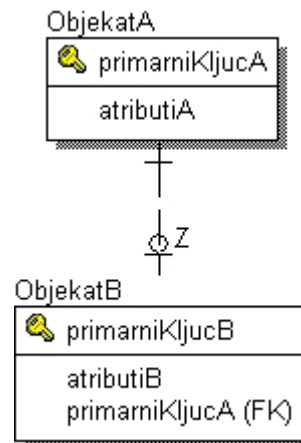 ObjekatA
primarniKljucA
atributiA
Z
ObjekatB
primarniKljucB
atributiB
primarniKljucA (FK)